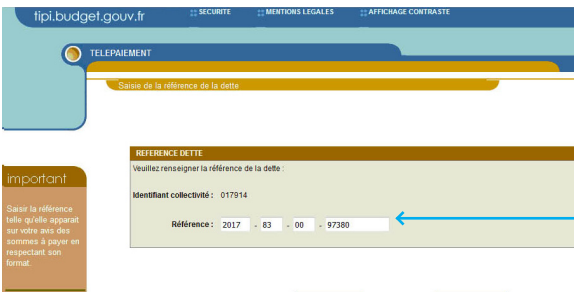 tipi.budget.gouv.fr
:: SECURITE :: MENTIONS LEGALES :: AFFICHAGE CONTRASTE
TELEPAIEMENT
Saisie de la référence de la dette
REFERENCE DETTE
Veuillez renseigner la référence de la dette :
Identifiant collectivité : 017914
Référence : 2017 - 83 - 00 - 97380
important
Saisir la référence
telle qu'elle apparait
sur votre avis des
sommes à payer en
respectant son
format.